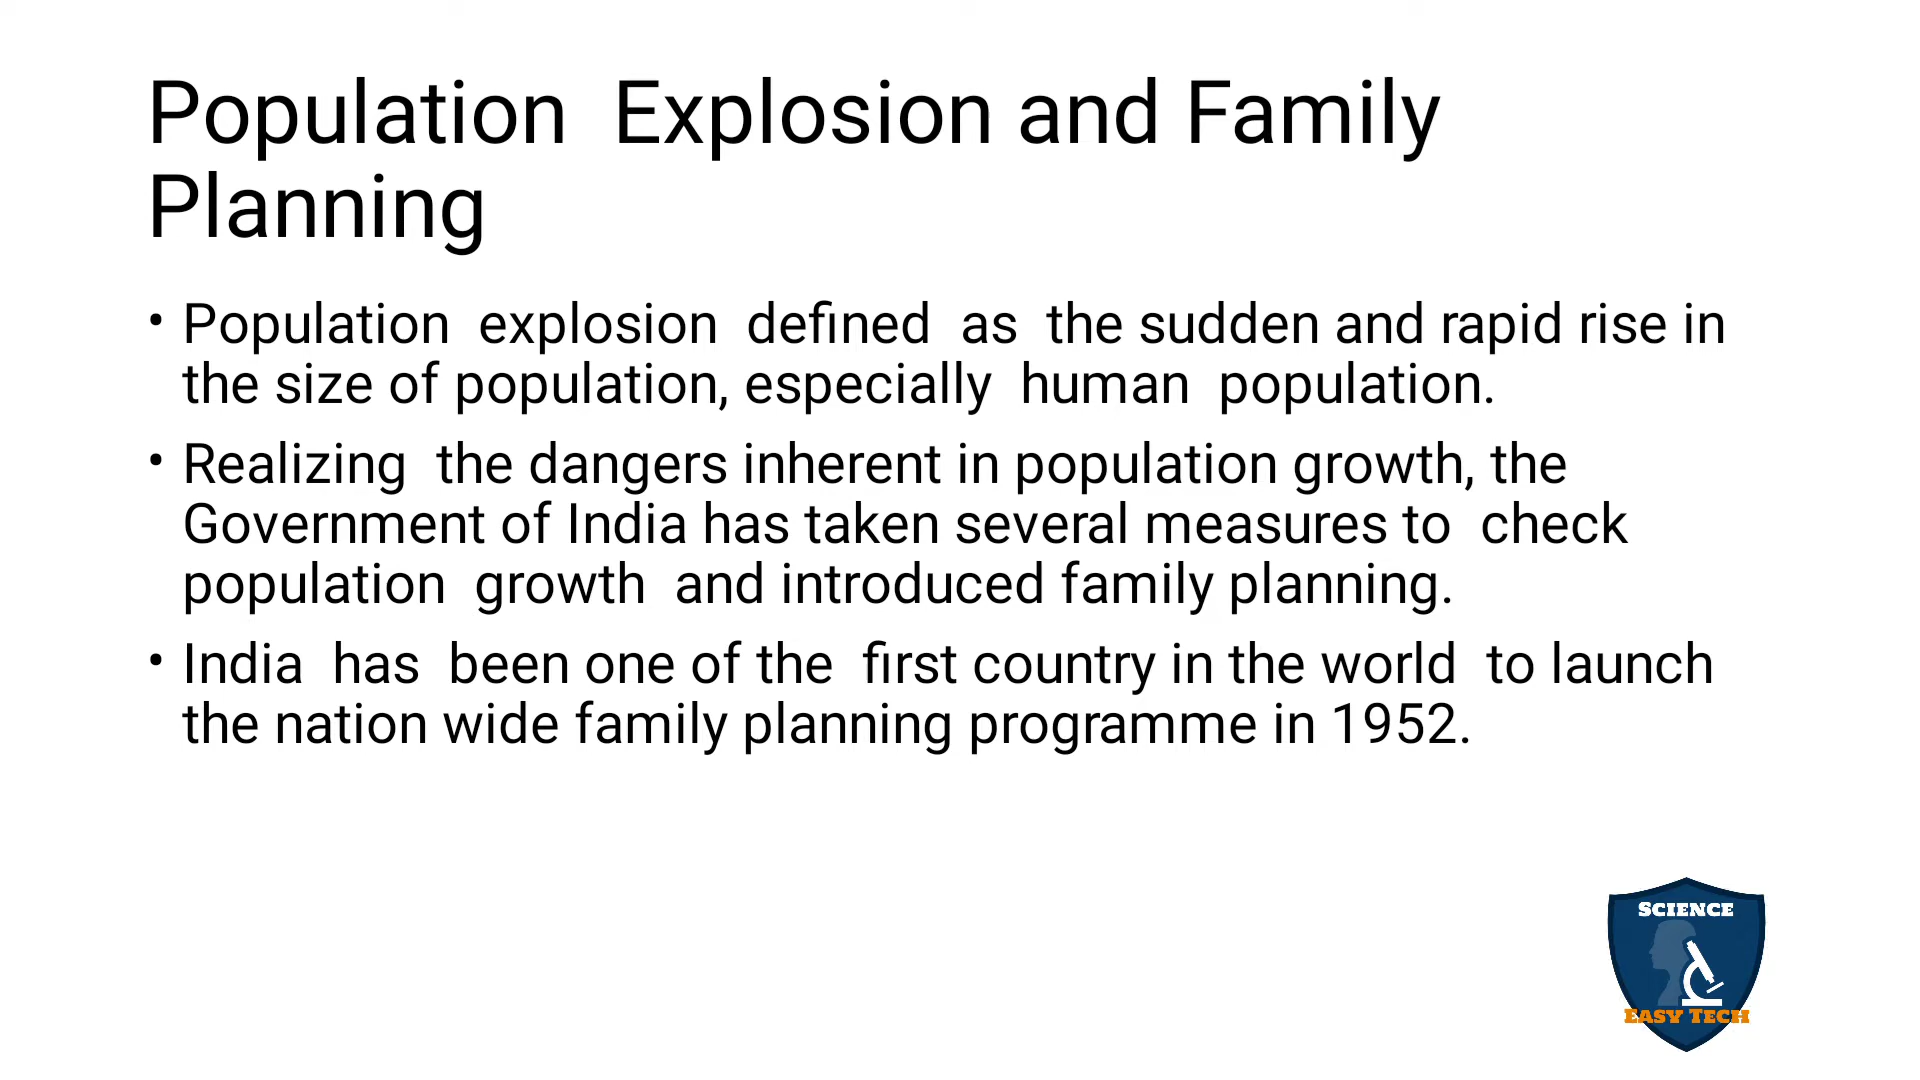 Population  Explosion and Family
Planning
• Population  explosion  defined  as  the sudden and rapid rise in
the size of population, especially  human  population.
• Realizing  the dangers inherent in population growth, the
Government of India has taken several measures to  check
population  growth  and introduced family planning.
• India  has  been one of the  first country in the world  to launch
the nation wide family planning programme in 1952.
SCIENCE
EASY TECH